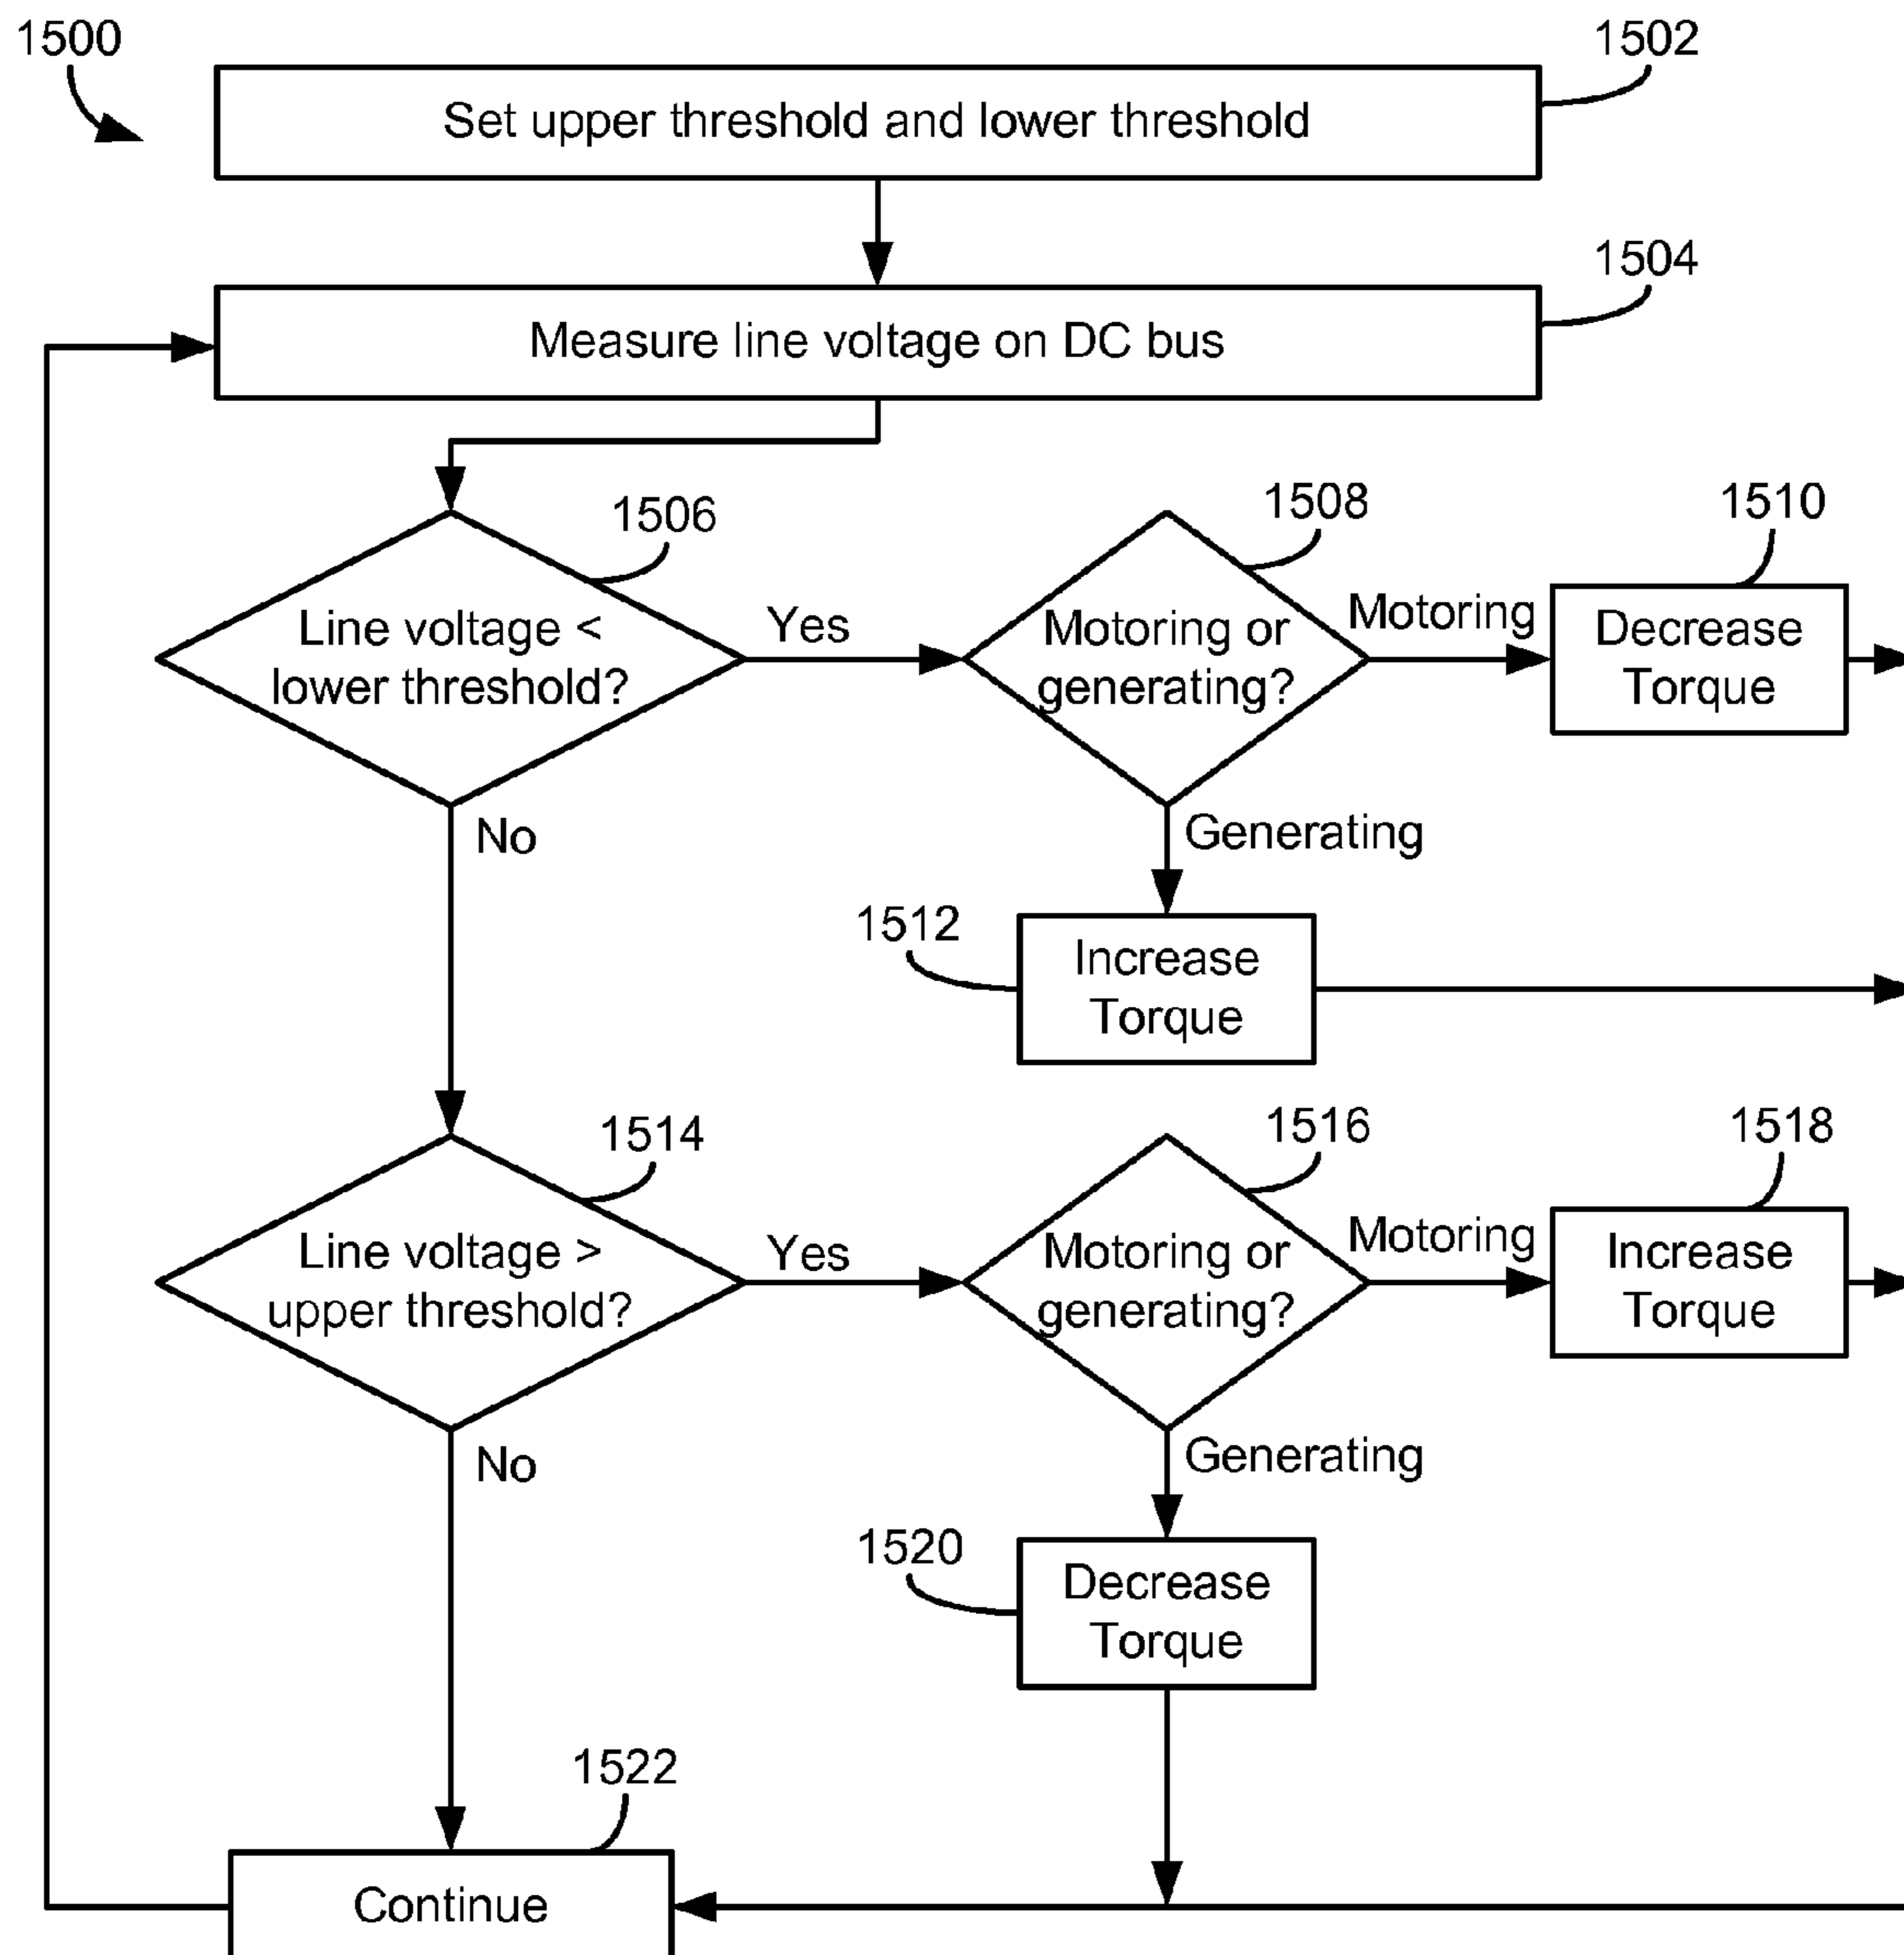 1500
1502
Set upper threshold and lower threshold
1504
Measure line voltage on DC bus
1506
Line voltage <
lower threshold?
Yes
No
1508
Motoring or
generating?
Motoring
Generating
1510
Decrease
Torque
1512
Increase
Torque
1514
Line voltage >
upper threshold?
Yes
No
1516
Motoring or
generating?
Motoring
Generating
1518
Increase
Torque
1520
Decrease
Torque
1522
Continue